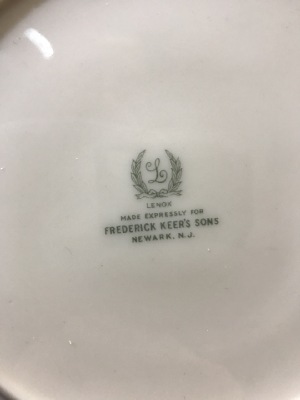 L
LENOX
MADE EXPRESSLY FOR
FREDERICK KEER'S SONS
NEWARK, N.J.